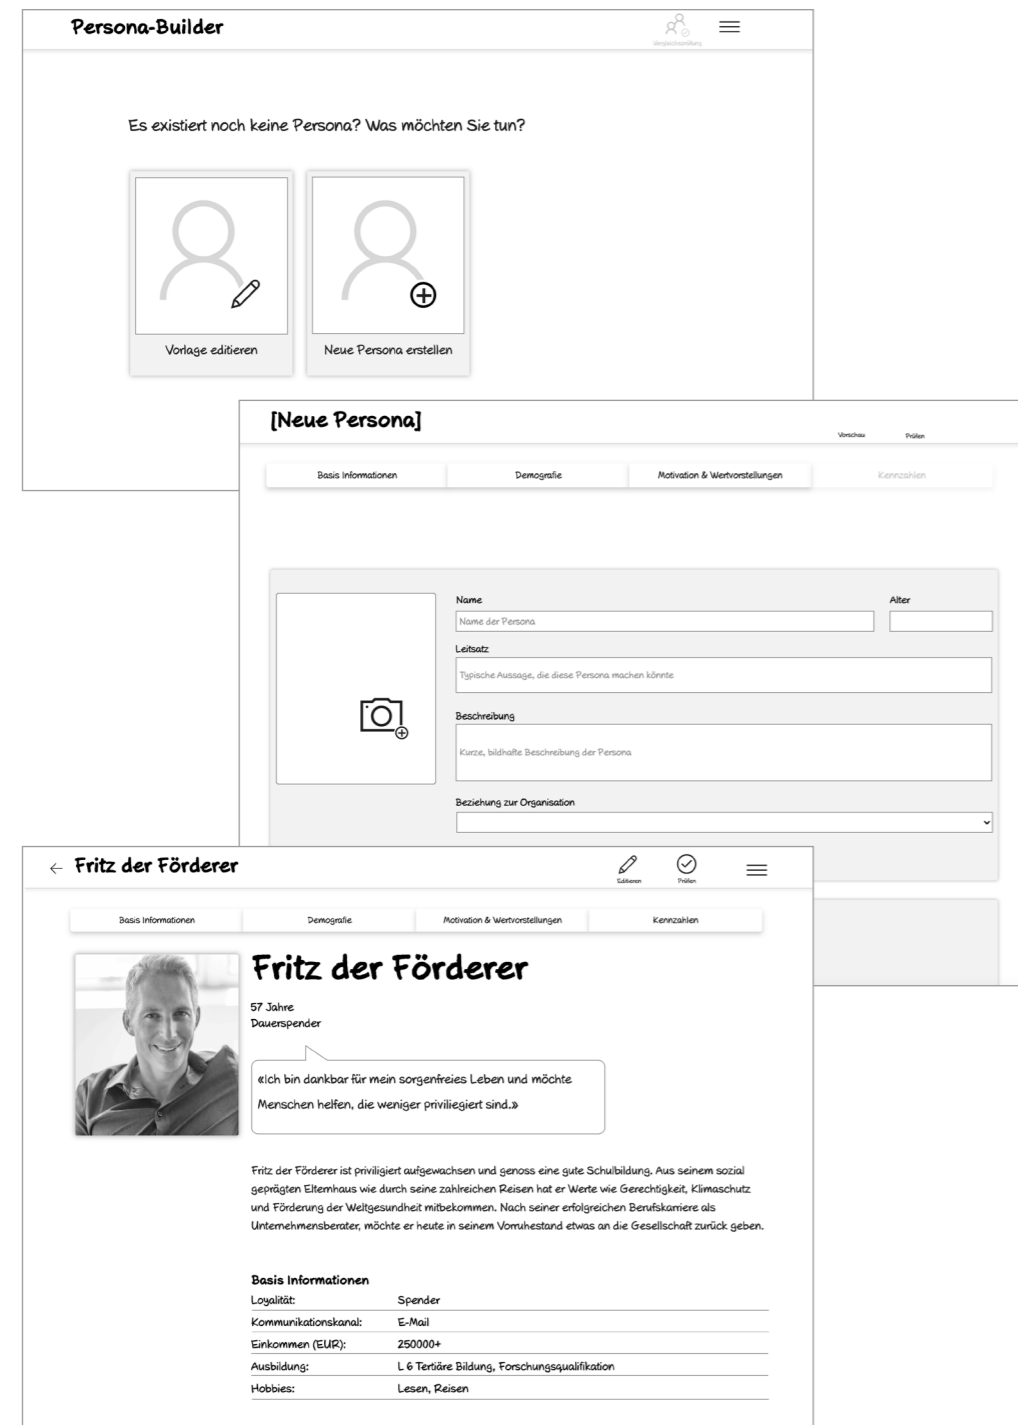 Persona-Builder
Vergleichsprüfung
Es existiert noch keine Persona? Was möchten Sie tun?
Vorlage editieren
Neue Persona erstellen
[Neue Persona]
Vorschau
Prüfen
Basis Informationen
Demografie
Motivation & Wertvorstellungen
Kennzahlen
Name
Alter
Name der Persona
Leitsatz
Typische Aussage, die diese Persona machen könnte
Beschreibung
Kurze, bildhafte Beschreibung der Persona
Beziehung zur Organisation
Fritz der Förderer
Editieren
Prüfen
Basis Informationen
Demografie
Motivation & Wertvorstellungen
Kennzahlen
Fritz der Förderer
57 Jahre
Dauerspender
«Ich bin dankbar für mein sorgenfreies Leben und möchte
Menschen helfen, die weniger priviliegiert sind.»
Fritz der Förderer ist priviligiert aufgewachsen und genoss eine gute Schulbildung. Aus seinem sozial
geprägten Elternhaus wie durch seine zahlreichen Reisen hat er Werte wie Gerechtigkeit, Klimaschutz
und Förderung der Weltgesundheit mitbekommen. Nach seiner erfolgreichen Berufskarriere als
Unternehmensberater, möchte er heute in seinem Vorruhestand etwas an die Gesellschaft zurück geben.
Basis Informationen
Loyalität: Spender
Kommunikationskanal: E-Mail
Einkommen (EUR): 250000+
Ausbildung: L 6 Tertiäre Bildung, Forschungsqualifikation
Hobbies: Lesen, Reisen